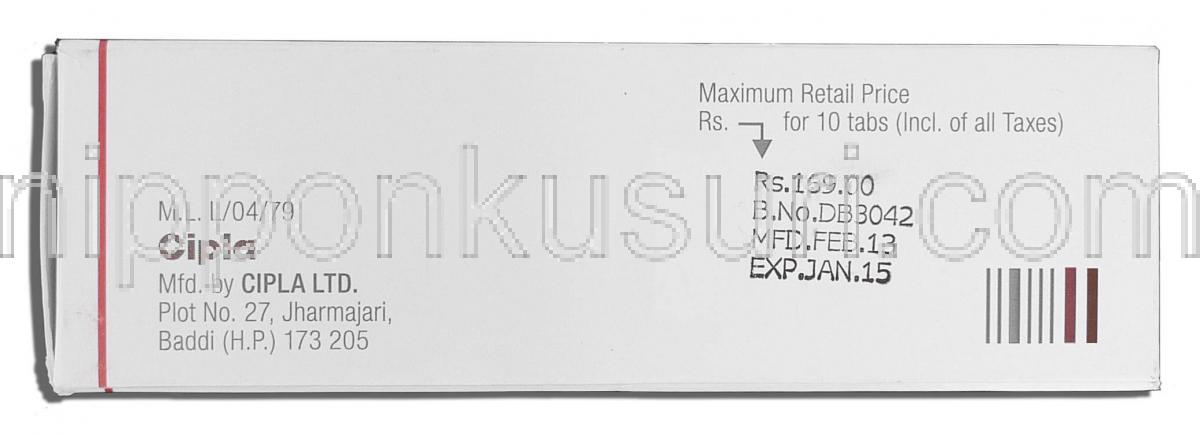 M.L. L/04/79
Cipla
Mfd. by CIPLA LTD.
Plot No. 27, Jharmajari,
Baddi (H.P.) 173 205
Maximum Retail Price
Rs. for 10 tabs (Incl. of all Taxes)
Rs.169.00
B.No.DB3042
MFD.FEB.13
EXP.JAN.15
nipponkusuri.com